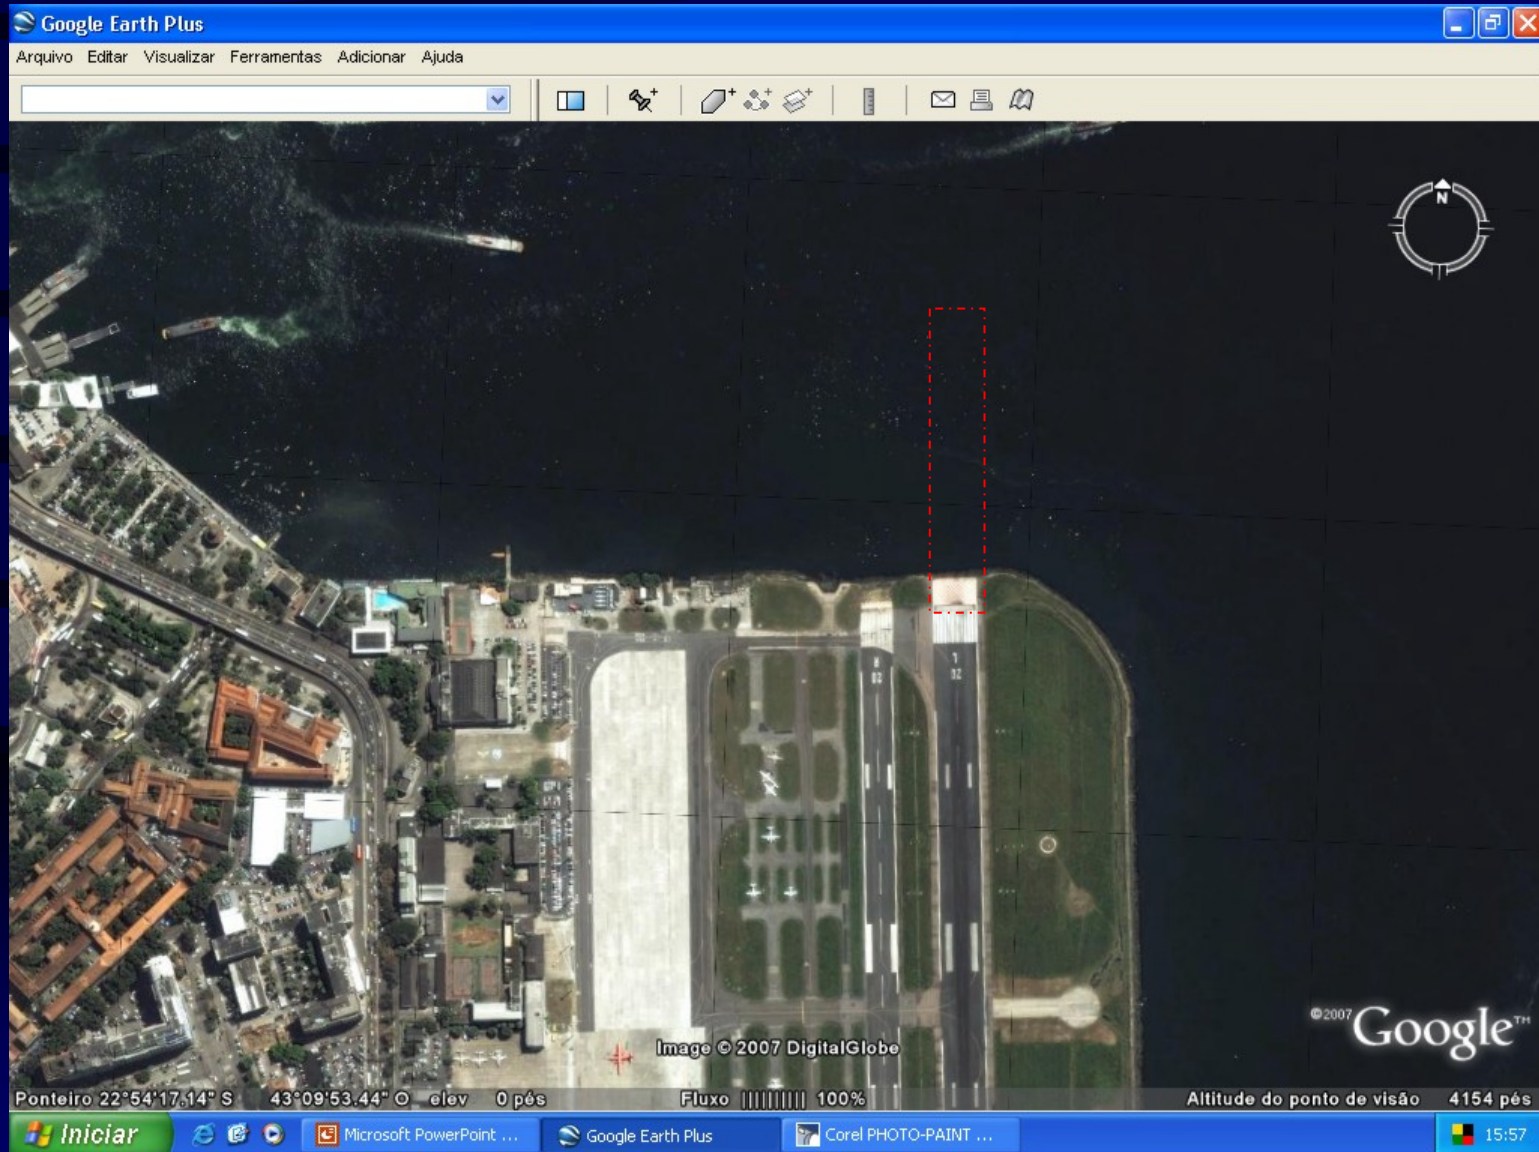 Google Earth Plus
Arquivo Editar Visualizar Ferramentas Adicionar Ajuda
N
L
20
R
20
©2007 Google™
Image © 2007 DigitalGlobe
Ponteiro 22°54'17,14" S 43°09'53,44" O elev 0 pés Fluxo |||||||||| 100% Altitude do ponto de visão 4154 pés
Iniciar Microsoft PowerPoint ... Google Earth Plus Corel PHOTO-PAINT ... 15:57